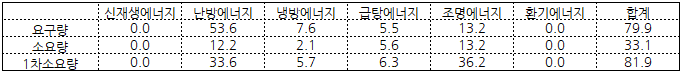 신재생에너지 난방에너지 냉방에너지 급탕에너지 조명에너지 환기에너지 합계
요구량 0.0 53.6 7.6 5.5 13.2 0.0 79.9
소요량 0.0 12.2 2.1 5.6 13.2 0.0 33.1
1차소요량 0.0 33.6 5.7 6.3 36.2 0.0 81.9